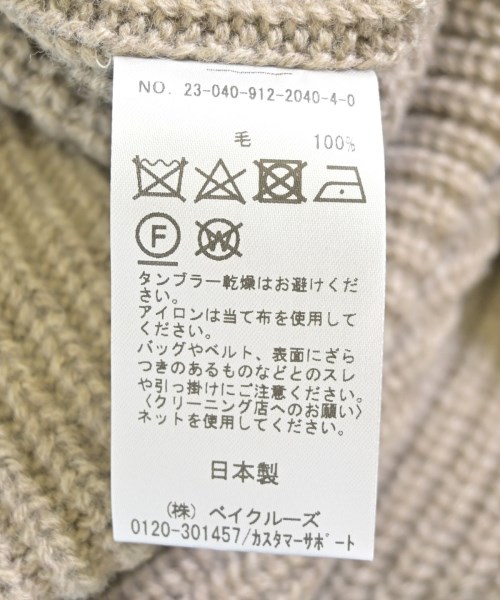 NO. 23-040-912-2040-4-0
毛 100%
F W
タンブラー乾燥はお避けくだ
さい。
アイロンは当て布を使用して
ください。
バッグやベルト、表面にざら
つきのあるものなどとのスレ
や引っ掛けにご注意ください。
〈クリーニング店へのお願い〉
ネットを使用してください。
日本製
(株) ベイクルーズ
0120-301457/カスタマーサポート